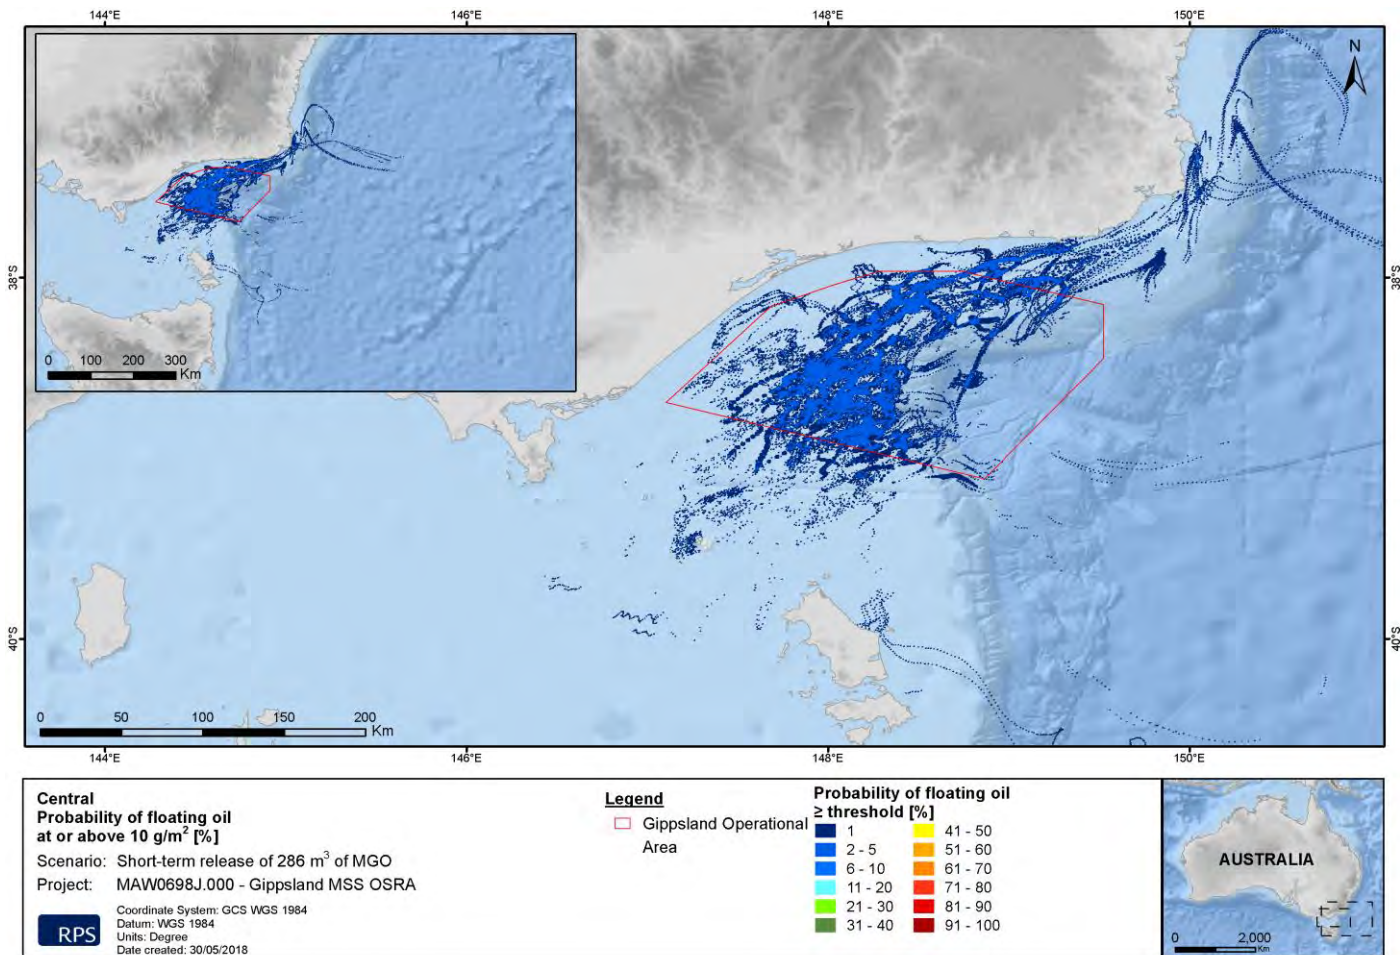 144°E
146°E
148°E
150°E
N
38°S
38°S
0 100 200 300
Km
40°S
40°S
0 50 100 150 200
Km
144°E
146°E
148°E
150°E
Central
Probability of floating oil
at or above 10 g/m² [%]
Scenario: Short-term release of 286 m³ of MGO
Project: MAW0698J.000 - Gippsland MSS OSRA
RPS
Coordinate System: GCS WGS 1984
Datum: WGS 1984
Units: Degree
Date created: 30/05/2018
Legend
Gippsland Operational
Area
Probability of floating oil
≥ threshold [%]
1
2 - 5
6 - 10
11 - 20
21 - 30
31 - 40
41 - 50
51 - 60
61 - 70
71 - 80
81 - 90
91 - 100
AUSTRALIA
0 2,000
Km